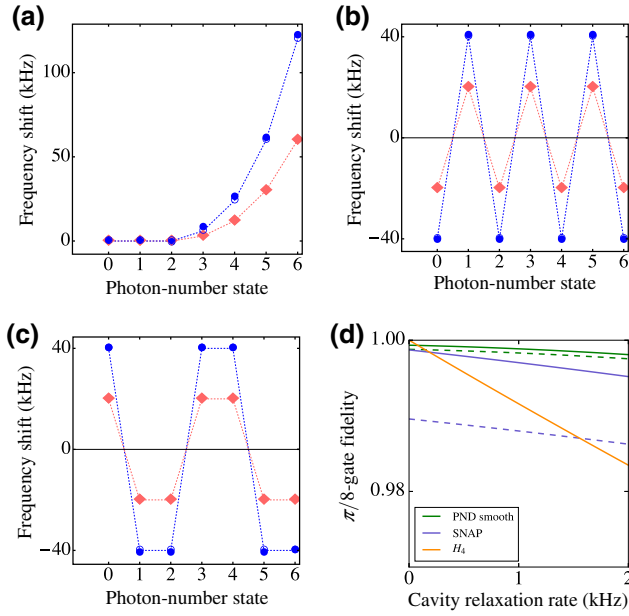 (a)
Frequency shift (kHz)
100
50
0
0 1 2 3 4 5 6
Photon-number state
(b)
Frequency shift (kHz)
40
0
−40
0 1 2 3 4 5 6
Photon-number state
(c)
Frequency shift (kHz)
40
0
−40
0 1 2 3 4 5 6
Photon-number state
(d)
π/8-gate fidelity
1.00
0.98
PND smooth
SNAP
H₄
0 1 2
Cavity relaxation rate (kHz)